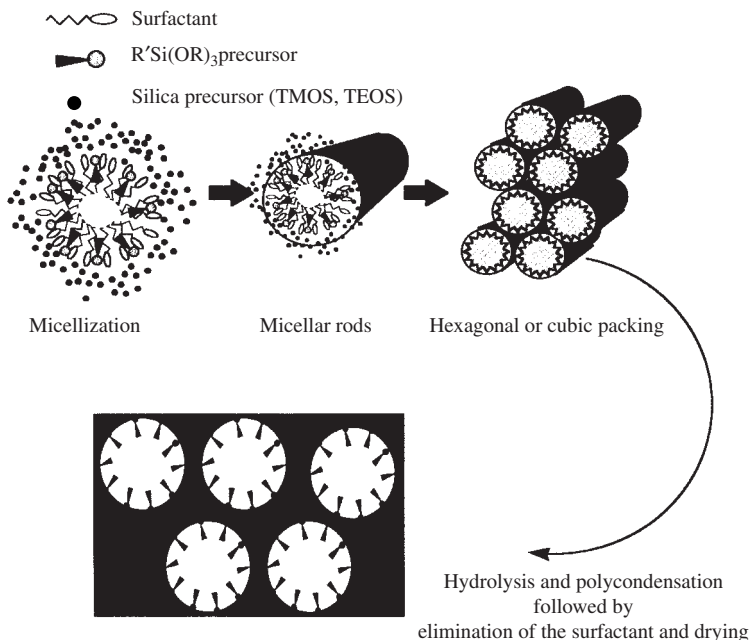 Surfactant
R′Si(OR)₃precursor
Silica precursor (TMOS, TEOS)
Micellization
Micellar rods
Hexagonal or cubic packing
Hydrolysis and polycondensation
followed by
elimination of the surfactant and drying